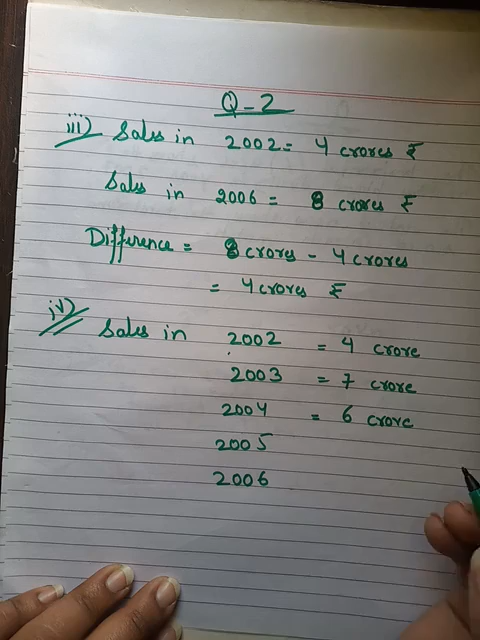 Q-2
iii) Sales in 2002 = 4 crores ₹
Sales in 2006 = 8 crores ₹
Difference = 8 crores - 4 crores
= 4 crores ₹
iv) Sales in 2002 = 4 crore
2003 = 7 crore
2004 = 6 crore
2005
2006